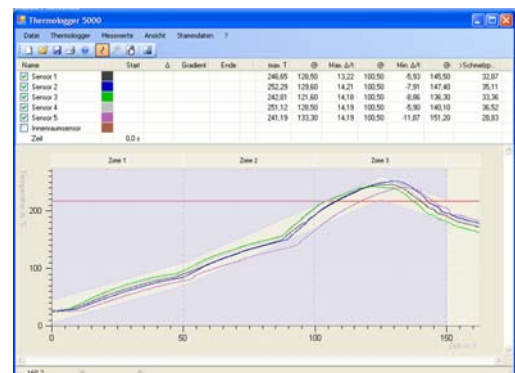 Thermologger 5000
Datei Thermologger Messwerte Ansicht Stammdaten ?
Name Start Δ Gradient Ende max. T @ Max. Δ/t @ Min. Δ/t @ >Schmelzp...
Sensor 1 246,65 128,50 13,22 100,50 -5,93 145,50 32,87
Sensor 2 252,29 129,60 14,21 100,50 -7,91 147,40 35,11
Sensor 3 242,81 121,60 14,18 100,50 -8,86 136,30 33,36
Sensor 4 251,12 128,50 14,19 100,50 -5,90 140,10 36,52
Sensor 5 241,19 133,30 14,19 100,50 -11,87 151,20 28,83
Innenraumsensor
Zeit 0,0 s
Zone 1 Zone 2 Zone 3
Temperatur in °C
200
100
0
0 50 100 150